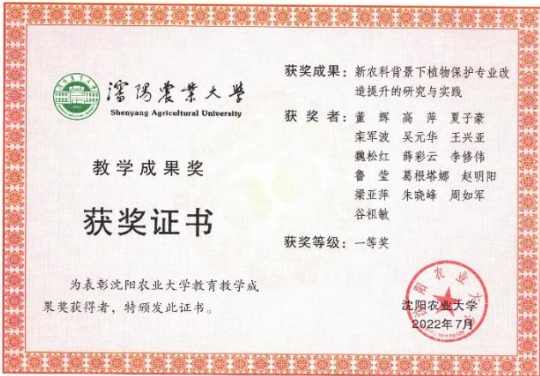 瀋陽農業大學
Shenyang Agricultural University
教学成果奖
获奖证书
为表彰沈阳农业大学教育教学成
果奖获得者，特颁发此证书。
获奖成果：新农科背景下植物保护专业改
造提升的研究与实践
获奖者：董辉 高萍 夏子豪
栾军波 吴元华 王兴亚
魏松红 薛彩云 李修伟
鲁莹 葛根塔娜 赵明阳
梁亚萍 朱晓峰 周如军
谷祖敏
获奖等级：一等奖
沈阳农业大学
2022年7月